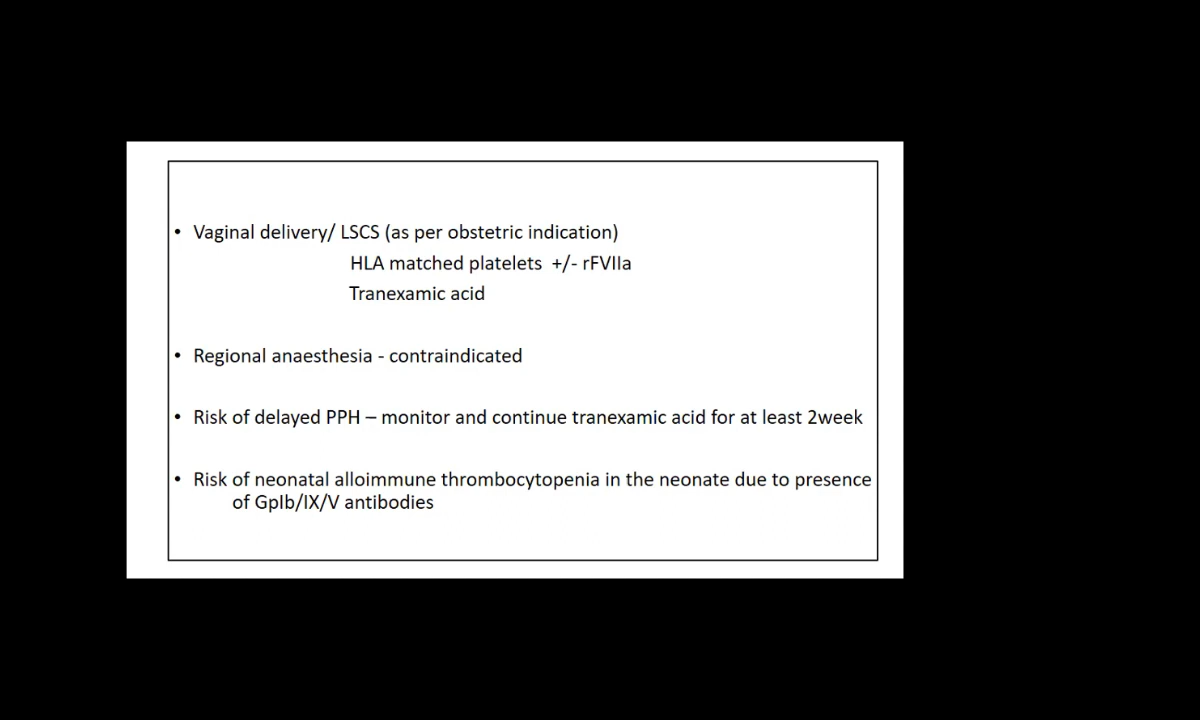 • Vaginal delivery/ LSCS (as per obstetric indication)
HLA matched platelets +/- rFVIIa
Tranexamic acid
• Regional anaesthesia - contraindicated
• Risk of delayed PPH – monitor and continue tranexamic acid for at least 2week
• Risk of neonatal alloimmune thrombocytopenia in the neonate due to presence
of GpIb/IX/V antibodies